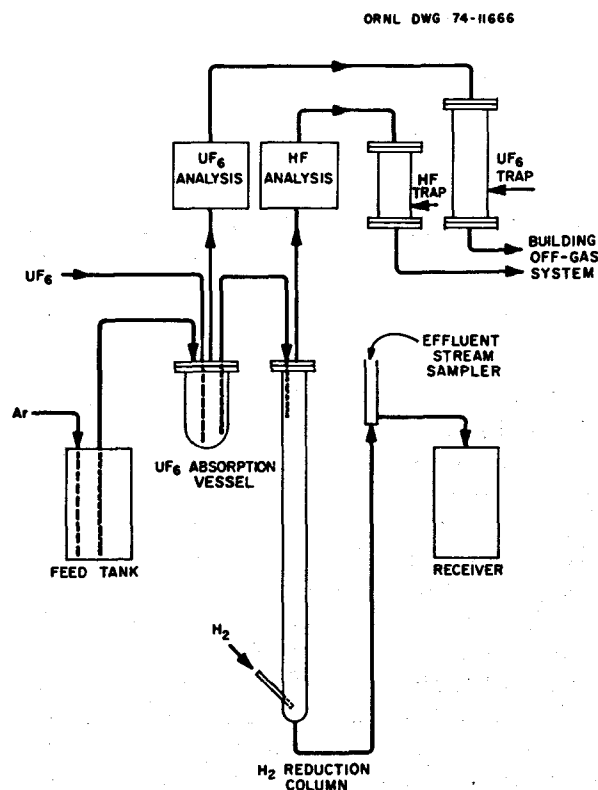 ORNL DWG 74-11666
UF6
ANALYSIS
HF
ANALYSIS
HF
TRAP
UF6
TRAP
BUILDING
OFF-GAS
SYSTEM
UF6
EFFLUENT
STREAM
SAMPLER
Ar
UF6 ABSORPTION
VESSEL
FEED TANK
RECEIVER
H2
H2 REDUCTION
COLUMN